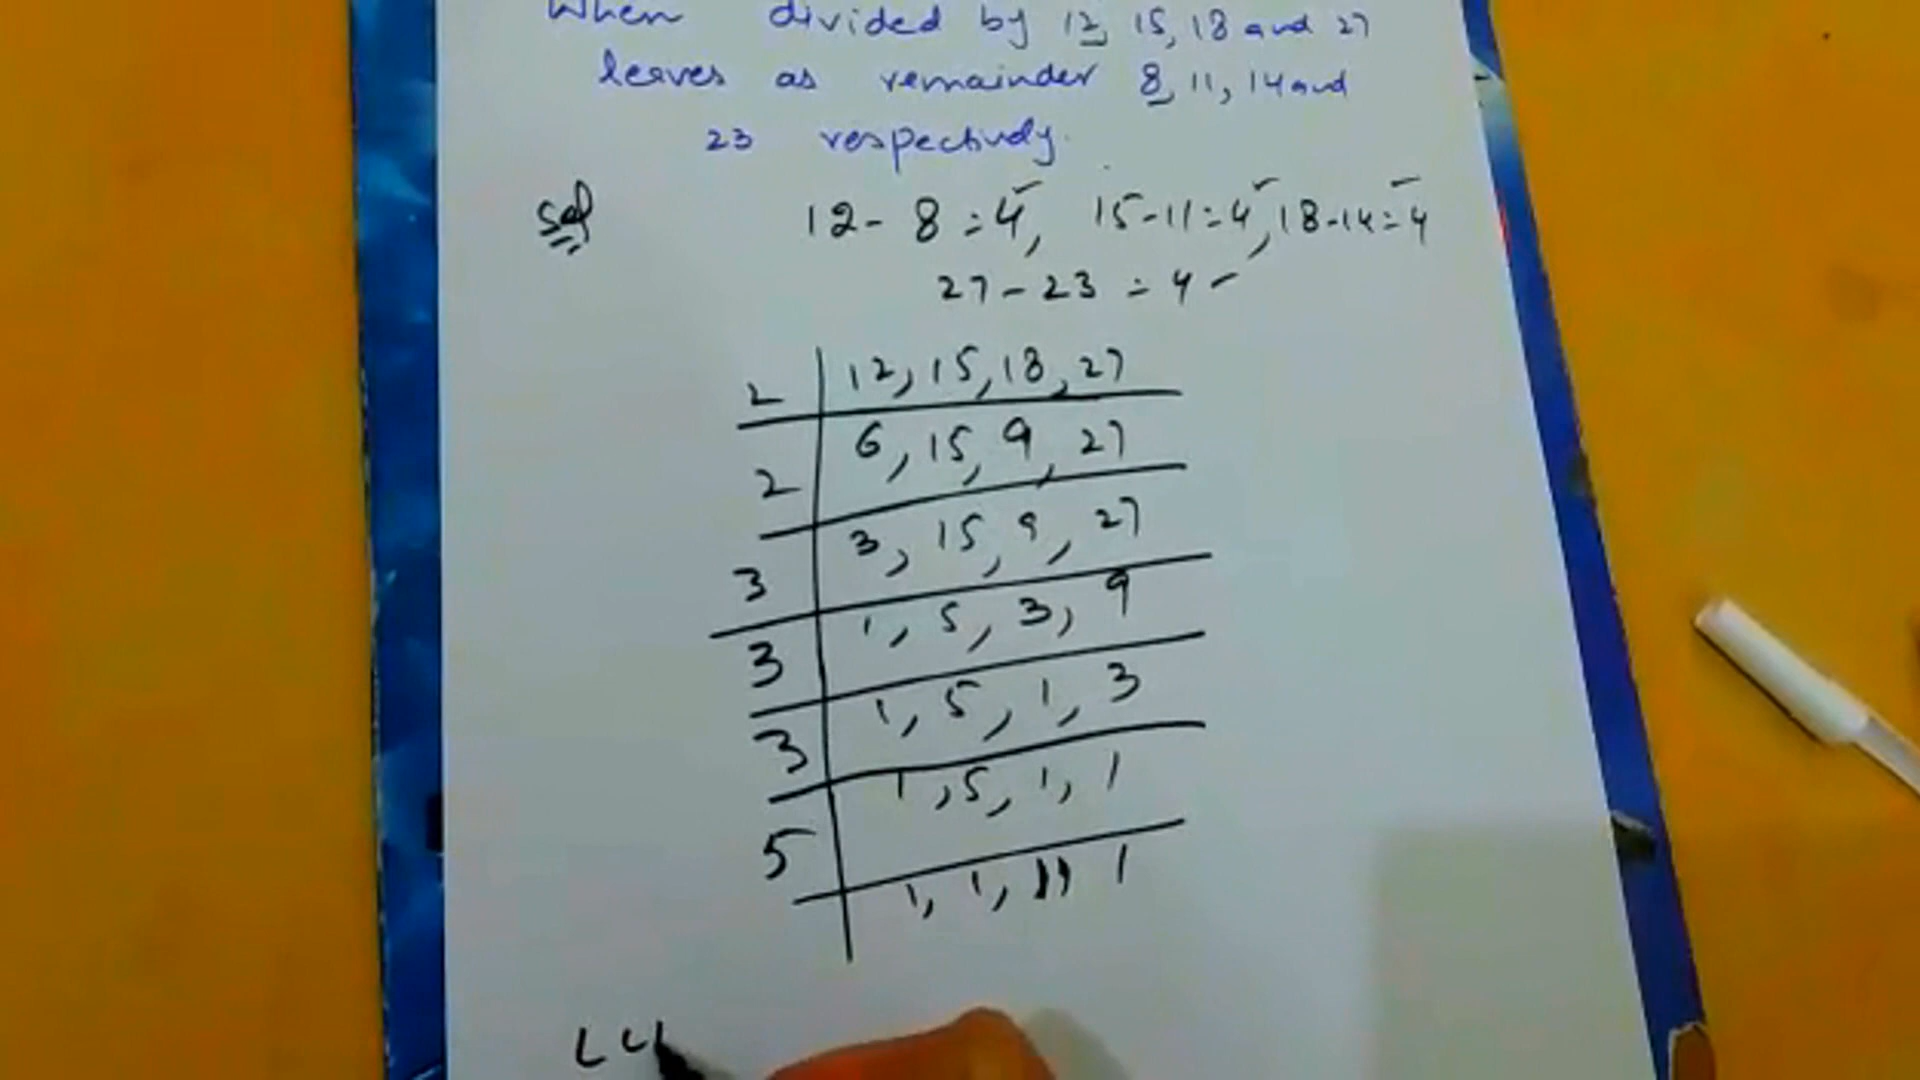 When divided by 12, 15, 18 and 27
leaves as remainder 8, 11, 14 and
23 respectively.
Sol 12 - 8 = 4, 15 - 11 = 4, 18 - 14 = 4
27 - 23 = 4
2 | 12, 15, 18, 27
2 | 6, 15, 9, 27
3 | 3, 15, 9, 27
3 | 1, 5, 3, 9
3 | 1, 5, 1, 3
5 | 1, 5, 1, 1
1, 1, 1, 1